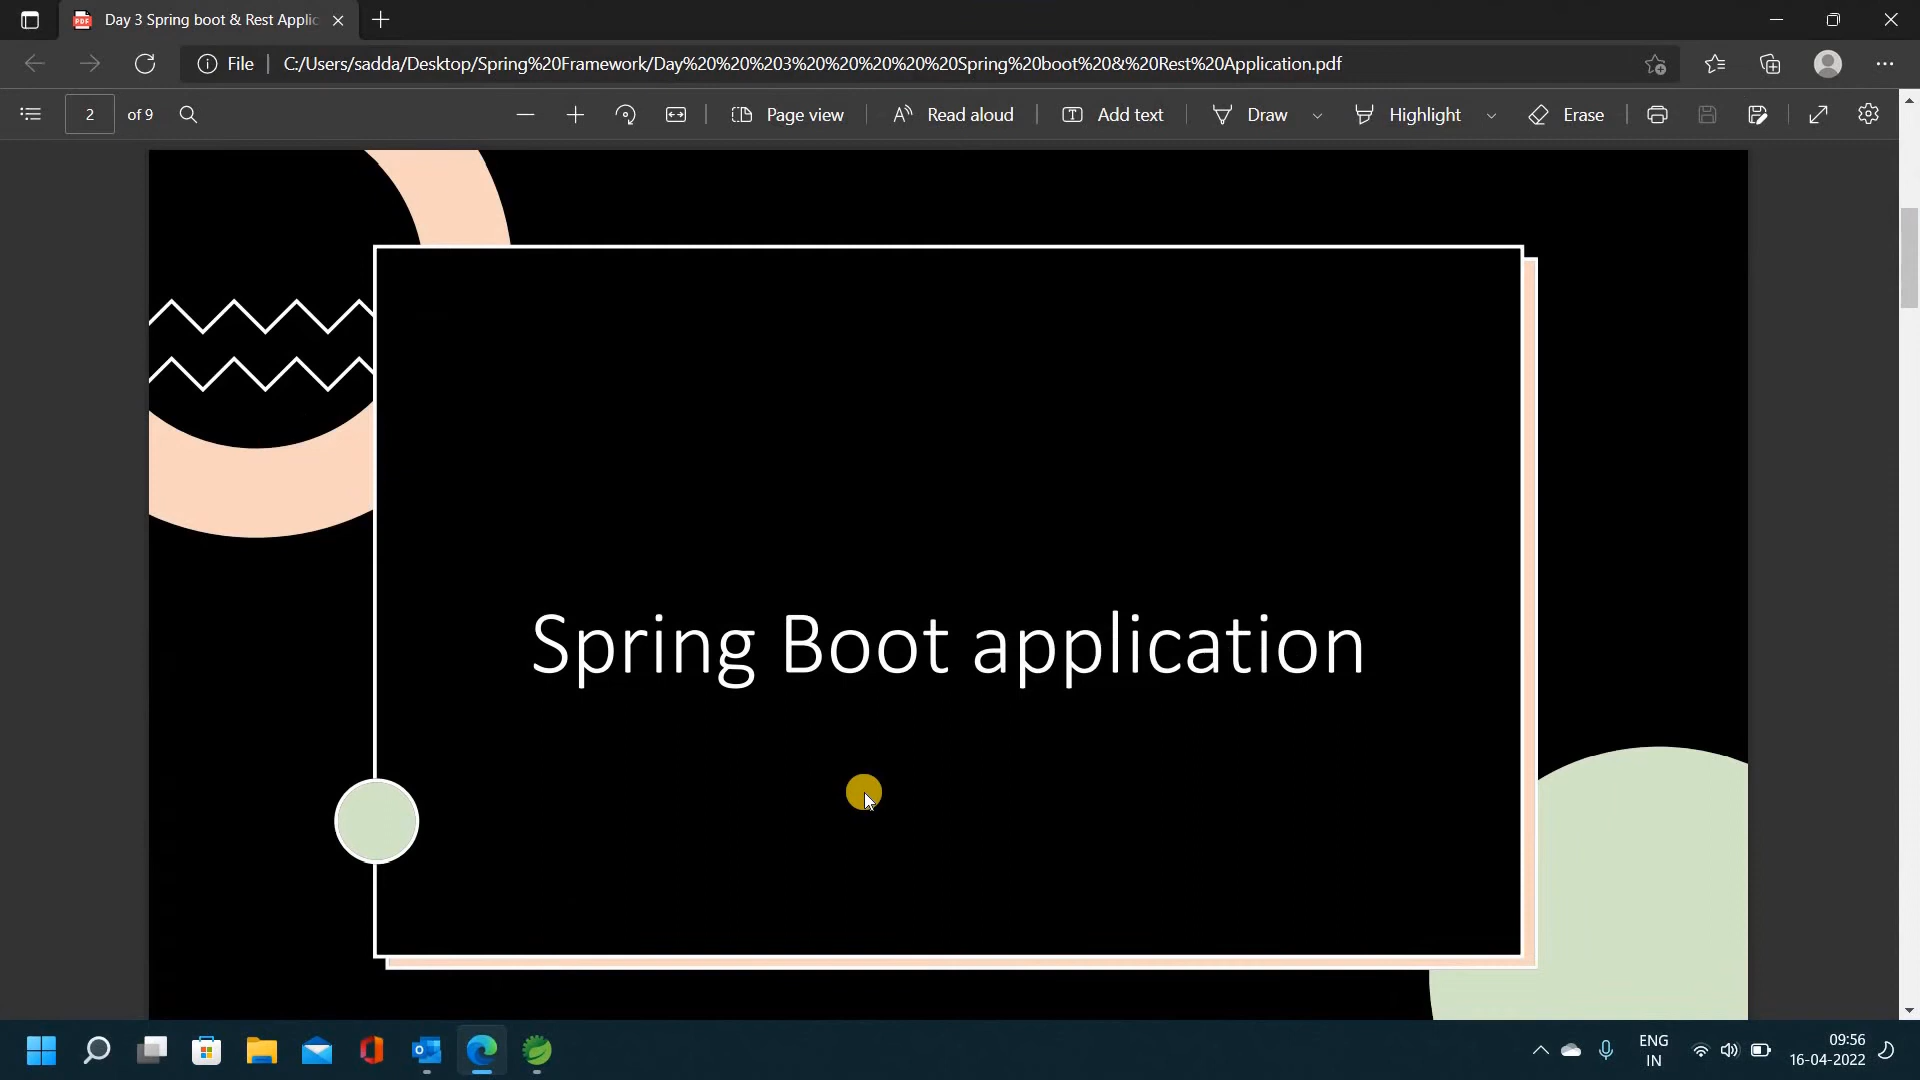 Day 3 Spring boot & Rest Applic
File
C:/Users/sadda/Desktop/Spring%20Framework/Day%20%20%203%20%20%20%20%20Spring%20boot%20&%20Rest%20Application.pdf
2 of 9
Page view
Read aloud
Add text
Draw
Highlight
Erase
Spring Boot application
ENG
IN
09:56
16-04-2022